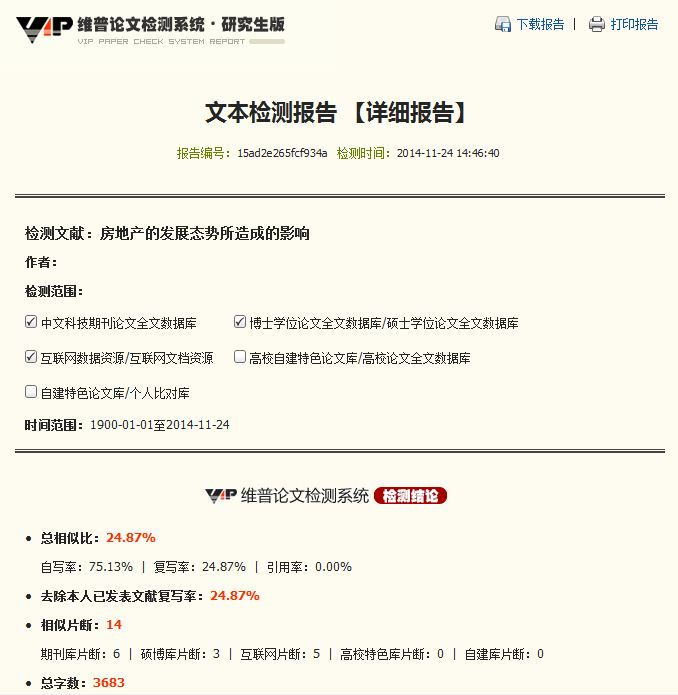 VIP 维普论文检测系统·研究生版
VIP PAPER CHECK SYSTEM REPORT
下载报告 | 打印报告
文本检测报告 【详细报告】
报告编号：15ad2e265fcf934a 检测时间：2014-11-24 14:46:40
检测文献：房地产的发展态势所造成的影响
作者：
检测范围：
中文科技期刊论文全文数据库 博士学位论文全文数据库/硕士学位论文全文数据库
互联网数据资源/互联网文档资源 高校自建特色论文库/高校论文全文数据库
自建特色论文库/个人比对库
时间范围：1900-01-01至2014-11-24
VIP 维普论文检测系统 检测结论
• 总相似比：24.87%
自写率：75.13% | 复写率：24.87% | 引用率：0.00%
• 去除本人已发表文献复写率：24.87%
• 相似片断：14
期刊库片断：6 | 硕博库片断：3 | 互联网片断：5 | 高校特色库片断：0 | 自建库片断：0
• 总字数：3683